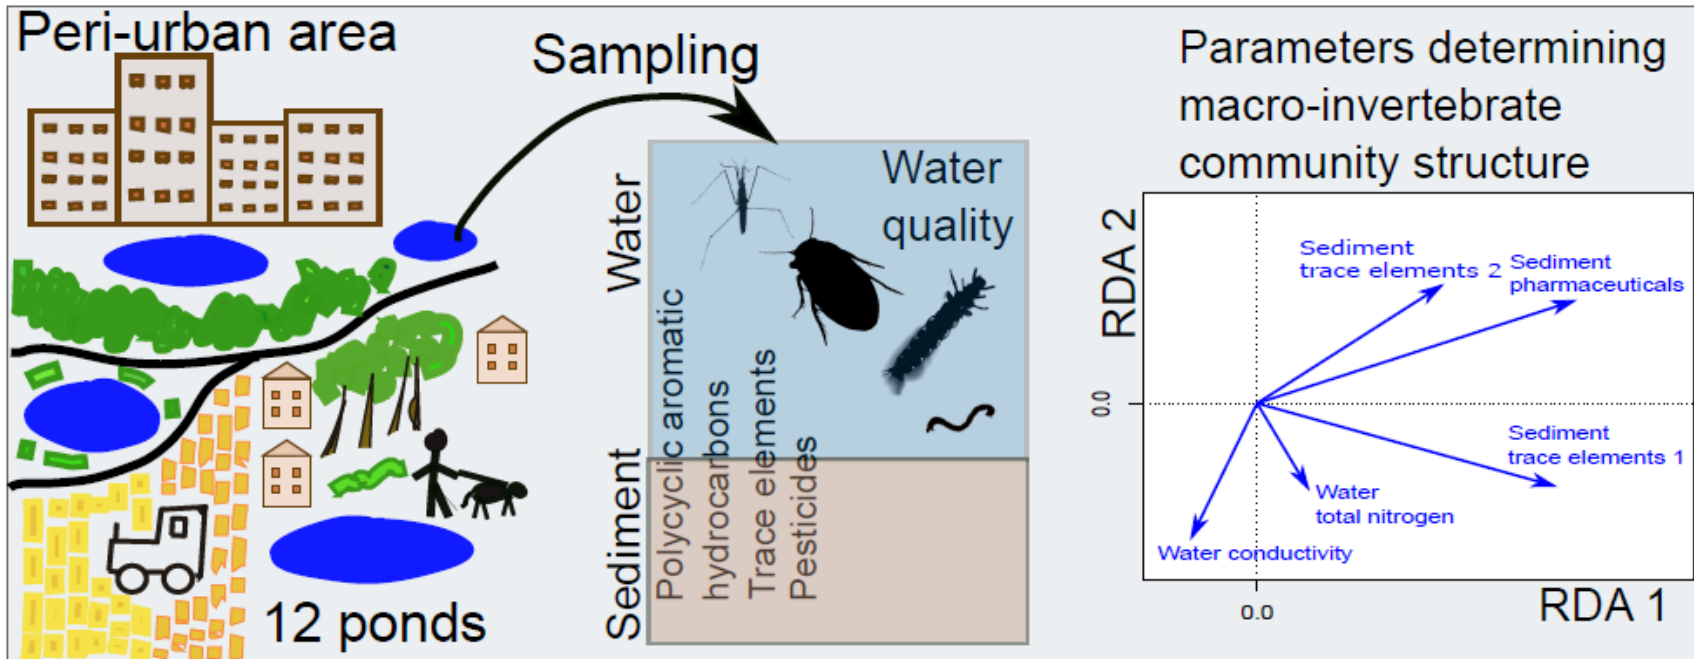 Peri-urban area
12 ponds
Sampling
Water
Sediment
Water
quality
Polycyclic aromatic
hydrocarbons
Trace elements
Pesticides
Parameters determining
macro-invertebrate
community structure
RDA 2
0.0
Sediment
trace elements 2
Sediment
pharmaceuticals
Sediment
trace elements 1
Water
total nitrogen
Water conductivity
0.0
RDA 1